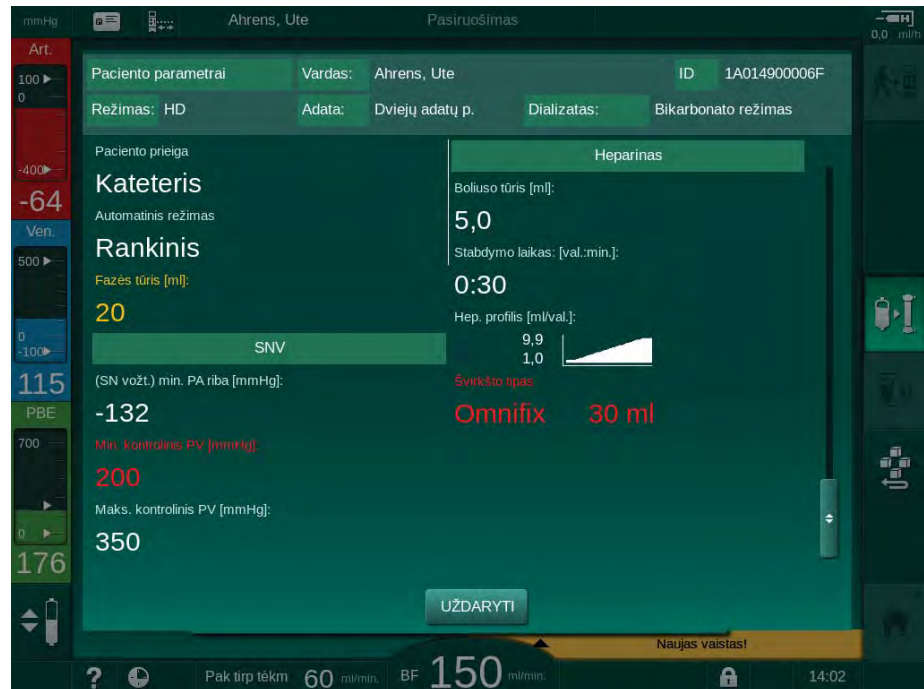 mmHg
Ahrens, Ute
Pasiruošimas
0,0 ml/h
Art.
100
0
-400
-64
Ven.
500
0
-100
115
PBE
700
0
176
Paciento parametrai Vardas: Ahrens, Ute ID 1A014900006F
Režimas: HD Adata: Dviejų adatų p. Dializatas: Bikarbonato režimas
Paciento prieiga
Kateteris
Automatinis režimas
Rankinis
Fazės tūris [ml]:
20
SNV
(SN vožt.) min. PA riba [mmHg]:
-132
Min. kontrolinis PV [mmHg]:
200
Maks. kontrolinis PV [mmHg]:
350
Heparinas
Boliuso tūris [ml]:
5,0
Stabdymo laikas: [val.:min.]:
0:30
Hep. profilis [ml/val.]:
9,9
1,0
Švirkšto tipas
Omnifix 30 ml
UŽDARYTI
Naujas vaistas!
? Pak tirp tėkm 60 ml/min. BF 150 ml/min. 14:02